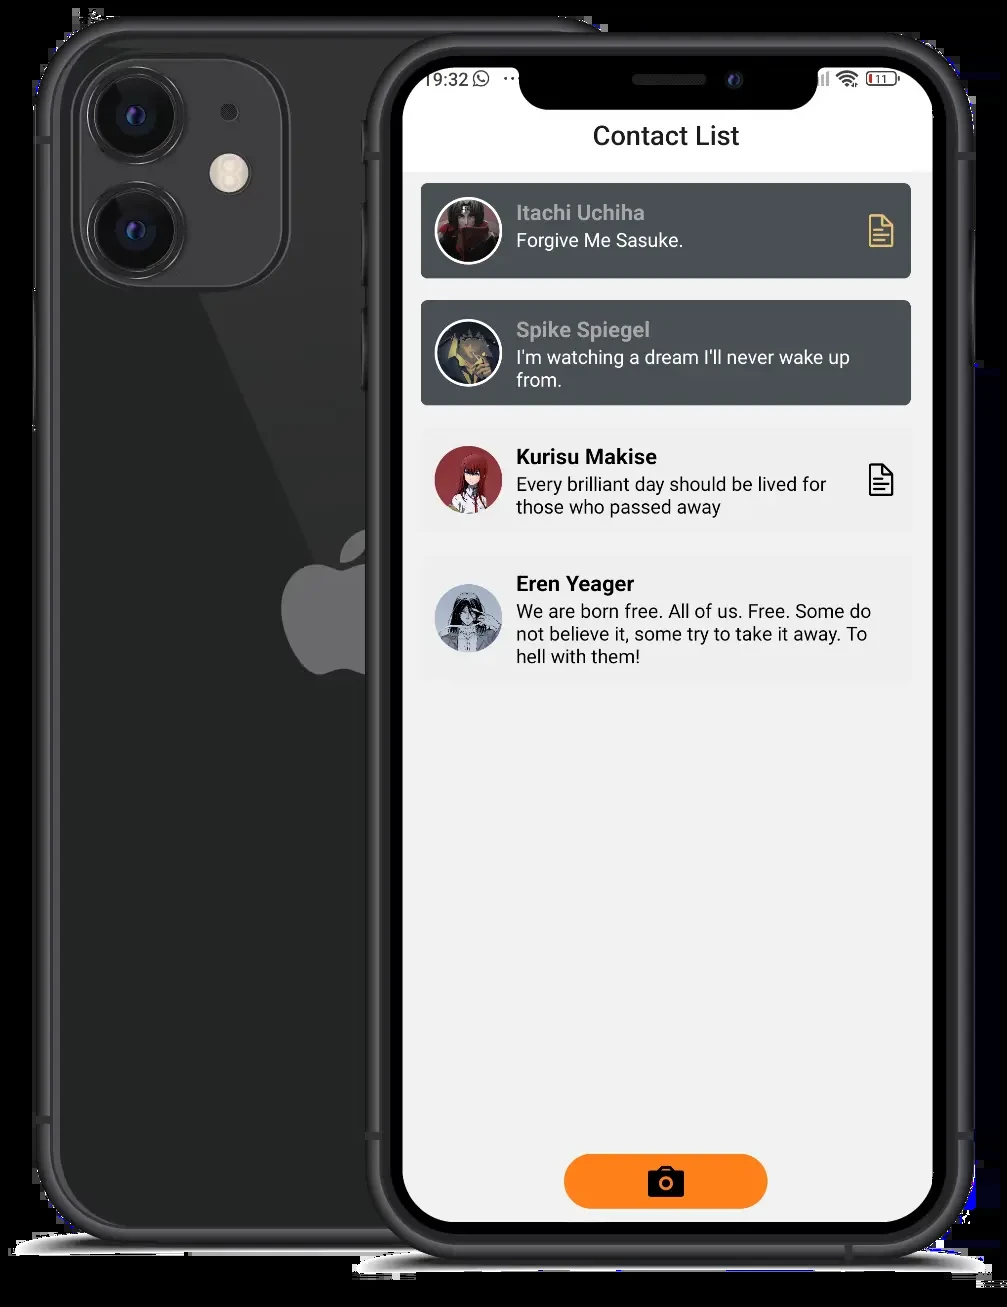 19:32
11
Contact List
Itachi Uchiha
Forgive Me Sasuke.
Spike Spiegel
I'm watching a dream I'll never wake up
from.
Kurisu Makise
Every brilliant day should be lived for
those who passed away
Eren Yeager
We are born free. All of us. Free. Some do
not believe it, some try to take it away. To
hell with them!